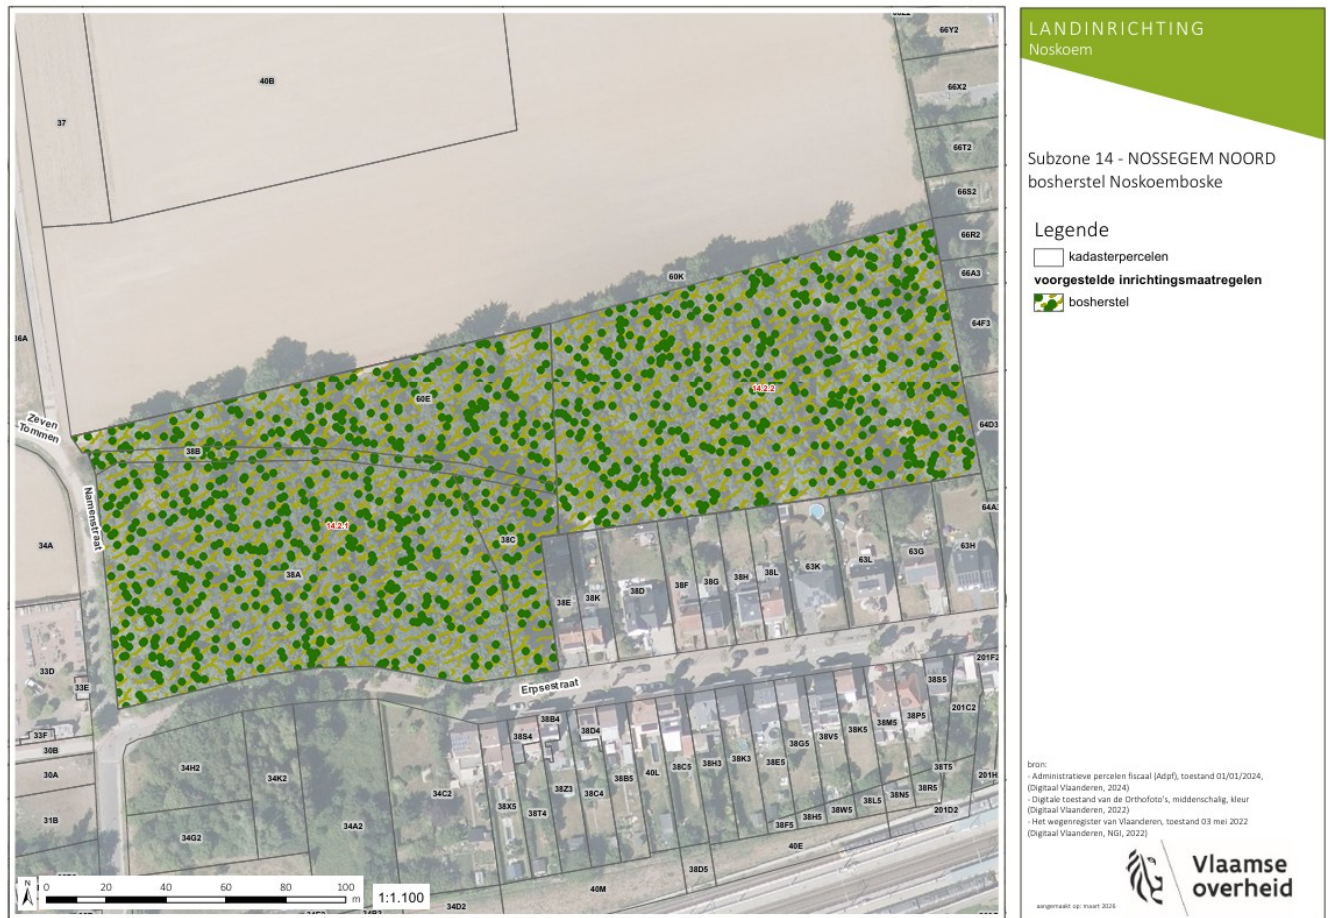 65E2
66Y2
40B
66X2
37
66T2
66S2
66R2
60K
66A3
64F3
36A
14.2.2
60E
Zeven
Tommen
64D3
38B
Namenstraat
14.2.1
34A
38C
64A3
38A
38E
38K
38D
38F
38G
38H
38L
63K
63L
63G
63H
33D
33E
201F2
Erpsestraat
38S5
201C2
38B4
38S4
38D4
38P5
38M5
38K5
38V5
38G5
33F
30B
30A
34H2
34K2
38B5
40L
38C5
38H3
38K3
38E5
38T5
201H
34C2
38Z3
38C4
38X5
38T4
38R5
38N5
38L5
38W5
38H5
38F5
201D2
31B
34G2
34A2
40E
38D5
40M
34D2
N
0 20 40 60 80 100
m
1:1.100
LANDINRICHTING
Noskoem
Subzone 14 - NOSSEGEM NOORD
bosherstel Noskoemboske
Legende
kadasterpercelen
voorgestelde inrichtingsmaatregelen
bosherstel
bron:
- Administratieve percelen fiscaal (Adpf), toestand 01/01/2024,
(Digitaal Vlaanderen, 2024)
- Digitale toestand van de Orthofoto's, middenschalig, kleur
(Digitaal Vlaanderen, 2022)
- Het wegenregister van Vlaanderen, toestand 03 mei 2022
(Digitaal Vlaanderen, NGI, 2022)
Vlaamse
overheid
aangemaakt op: maart 2026